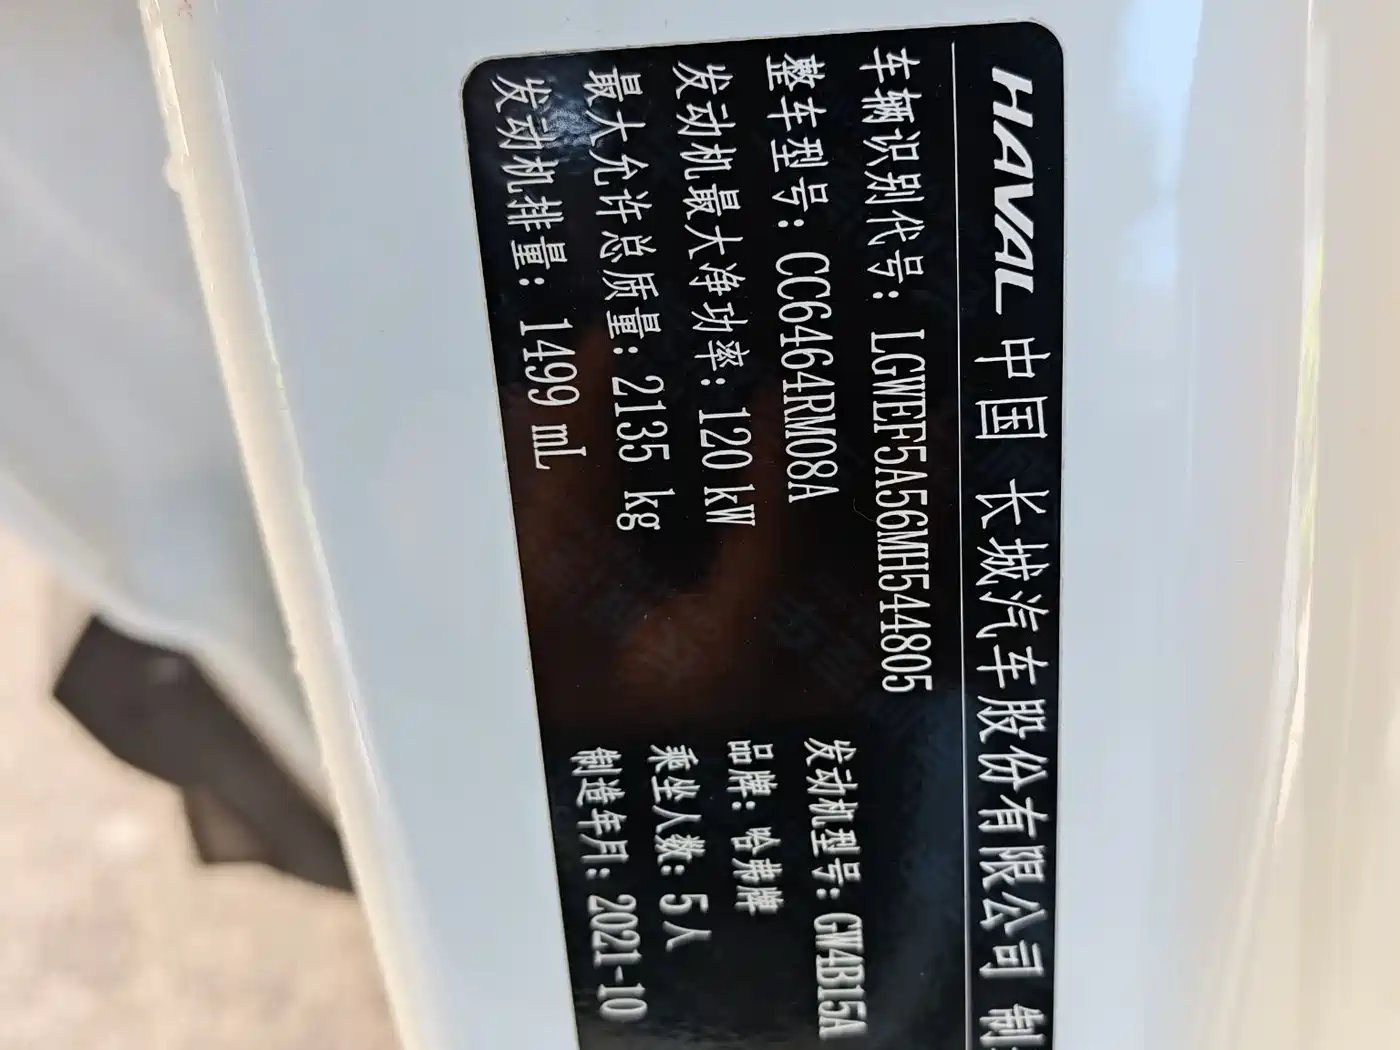 HAVAL 中国 长城汽车股份有限公司 制
车辆识别代号: LGWEF5A56MH544805
整车型号: CC6464RM08A 发动机型号: GW4B15A
发动机最大净功率: 120 kW 品牌: 哈弗牌
最大允许总质量: 2135 kg 乘坐人数: 5人
发动机排量: 1499 mL 制造年月: 2021-10